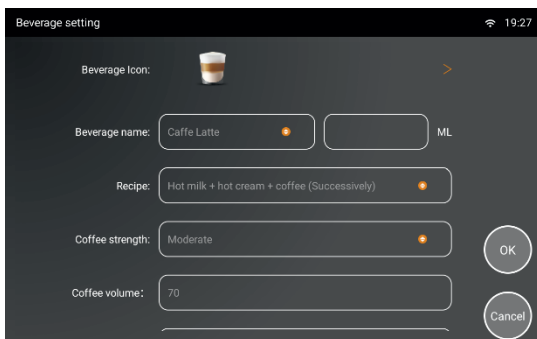 Beverage setting 19:27
Beverage Icon: >
Beverage name: Caffe Latte ML
Recipe: Hot milk + hot cream + coffee (Successively)
Coffee strength: Moderate
OK
Coffee volume: 70
Cancel